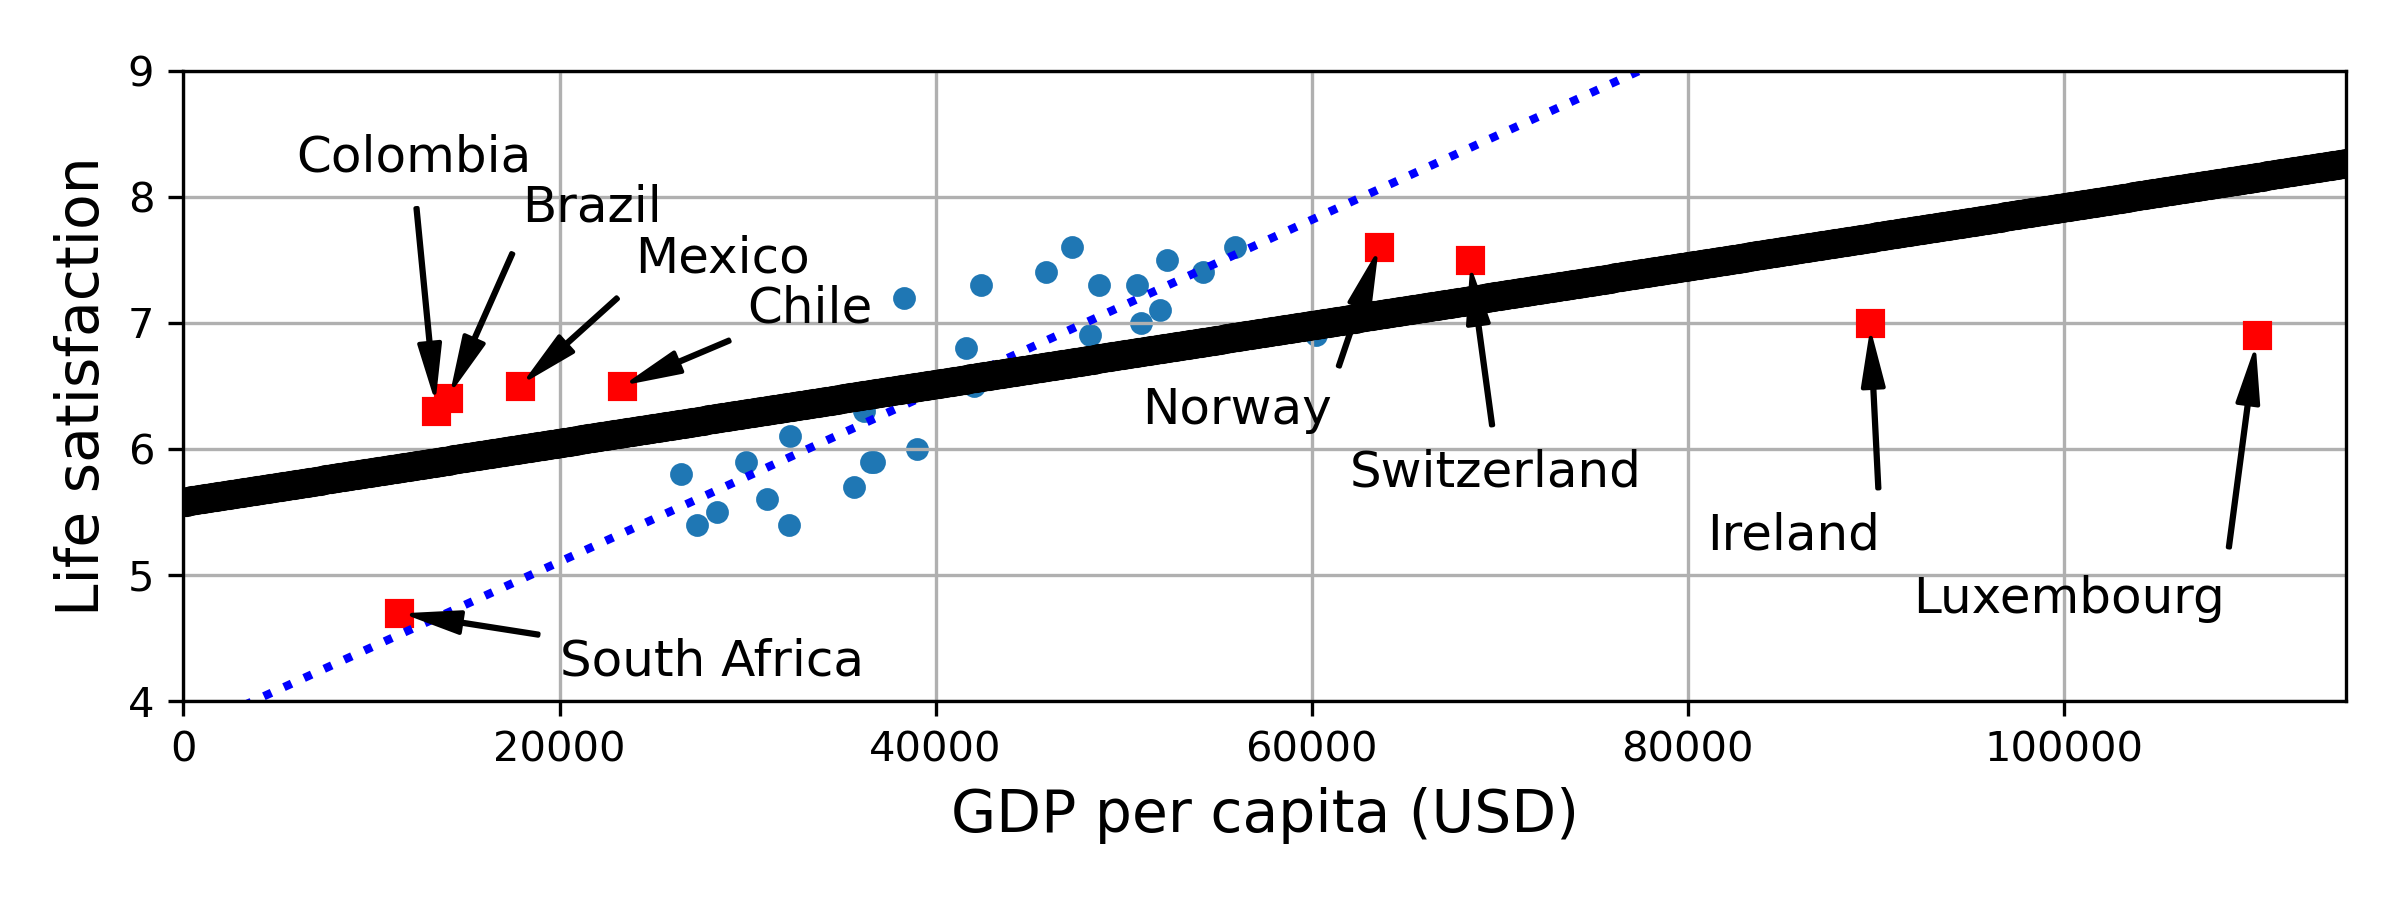 9
Colombia
Brazil
8
Mexico
Chile
7
Norway
6
Switzerland
Ireland
5
Luxembourg
South Africa
4
Life satisfaction
0 20000 40000 60000 80000 100000
GDP per capita (USD)